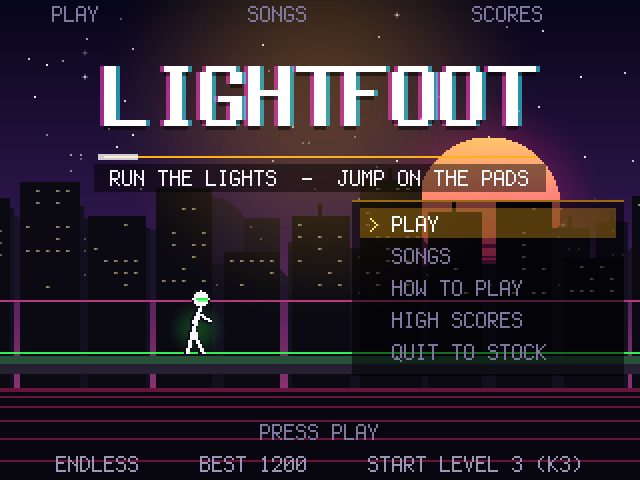 PLAY SONGS SCORES
LIGHTFOOT
RUN THE LIGHTS - JUMP ON THE PADS
> PLAY
SONGS
HOW TO PLAY
HIGH SCORES
QUIT TO STOCK
PRESS PLAY
ENDLESS BEST 1200 START LEVEL 3 (K3)